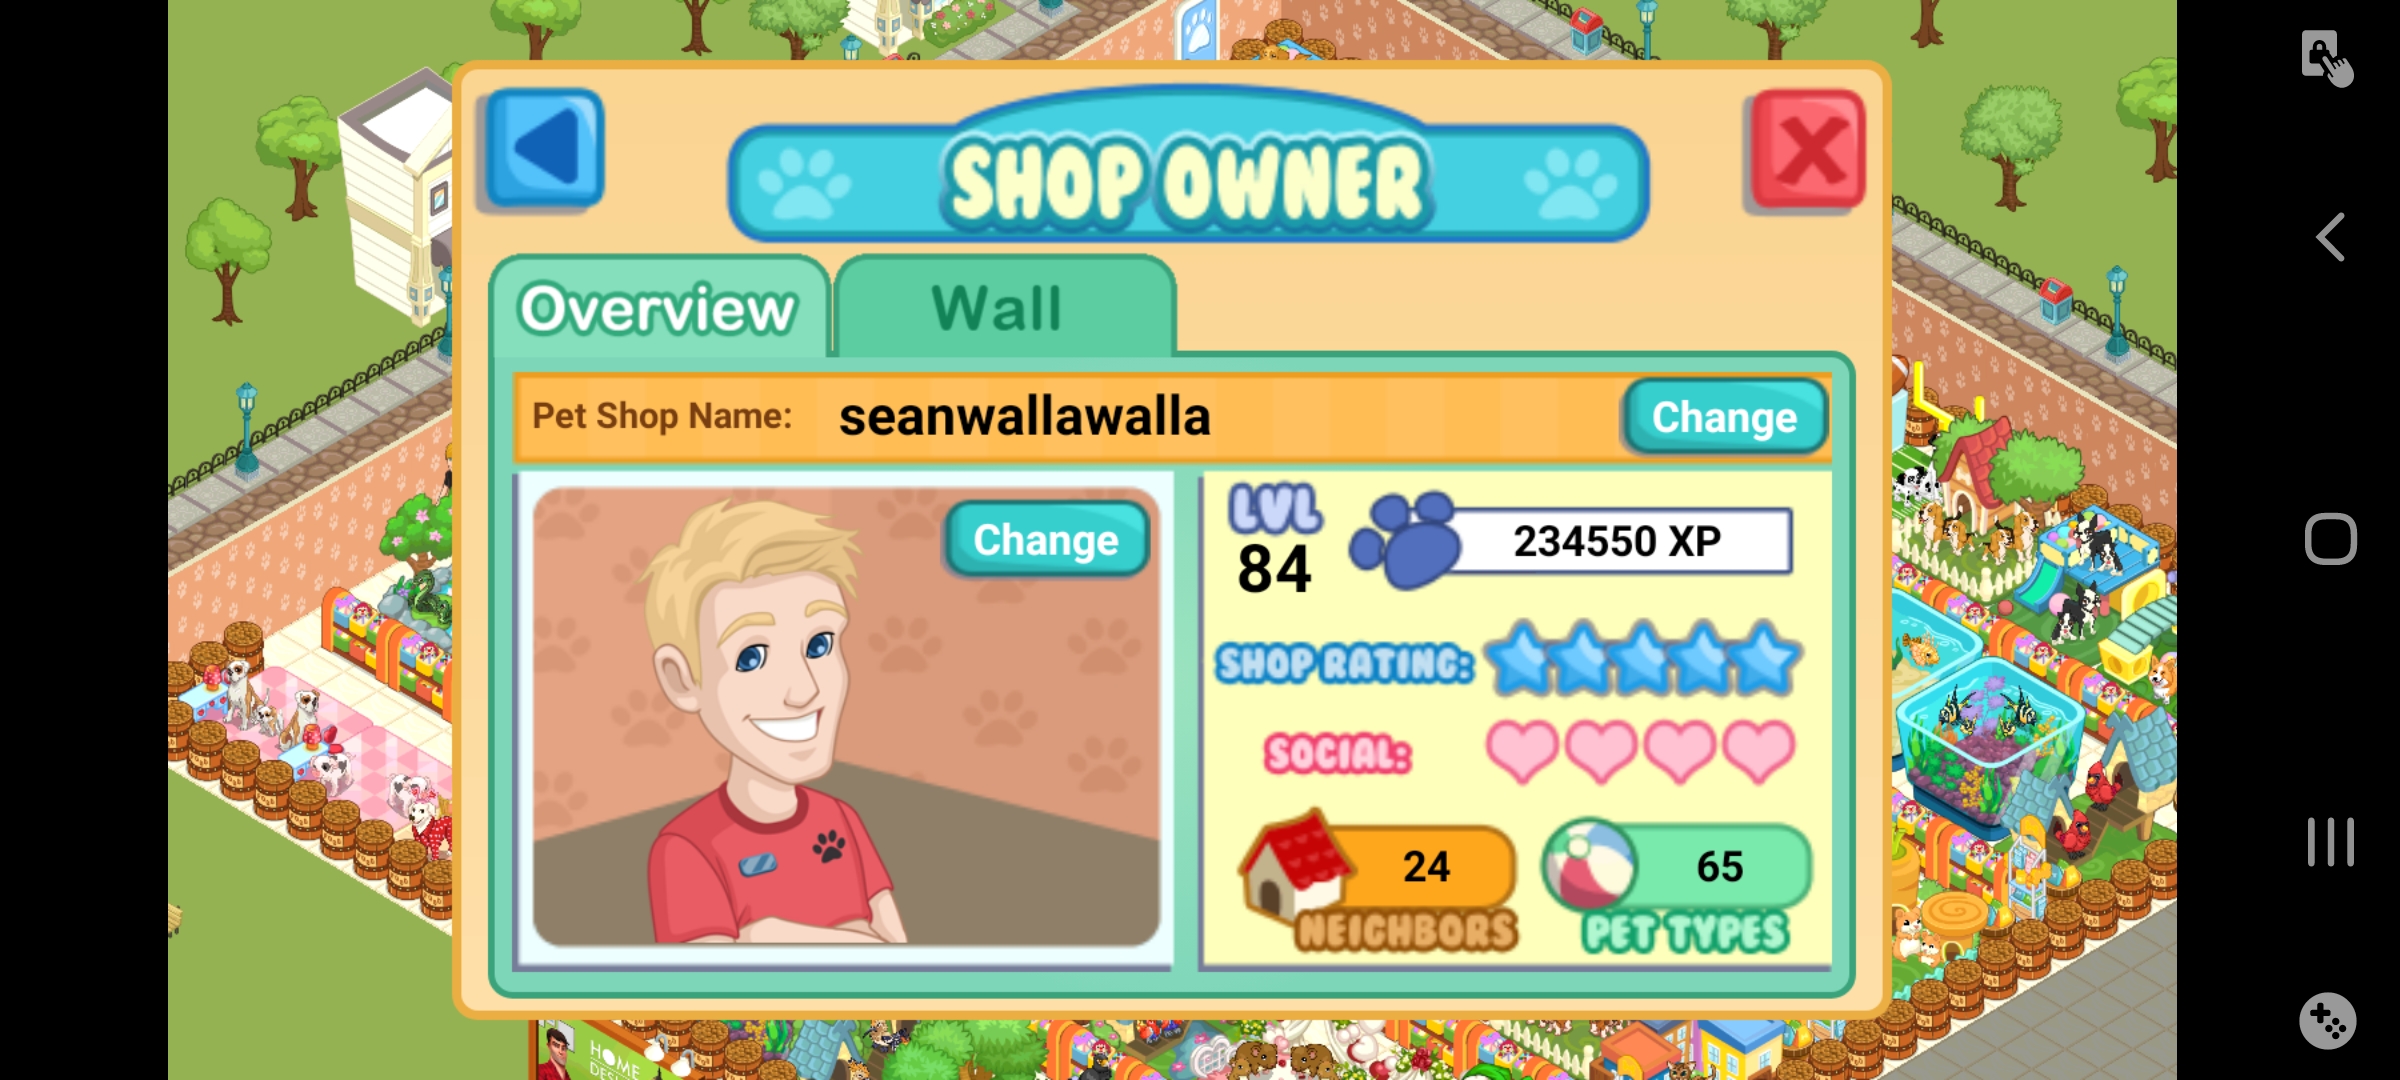 SHOP OWNER
Overview
Wall
Pet Shop Name: seanwallawalla
Change
Change
LVL
84
234550 XP
SHOP RATING:
SOCIAL:
24
65
NEIGHBORS
PET TYPES
HOME